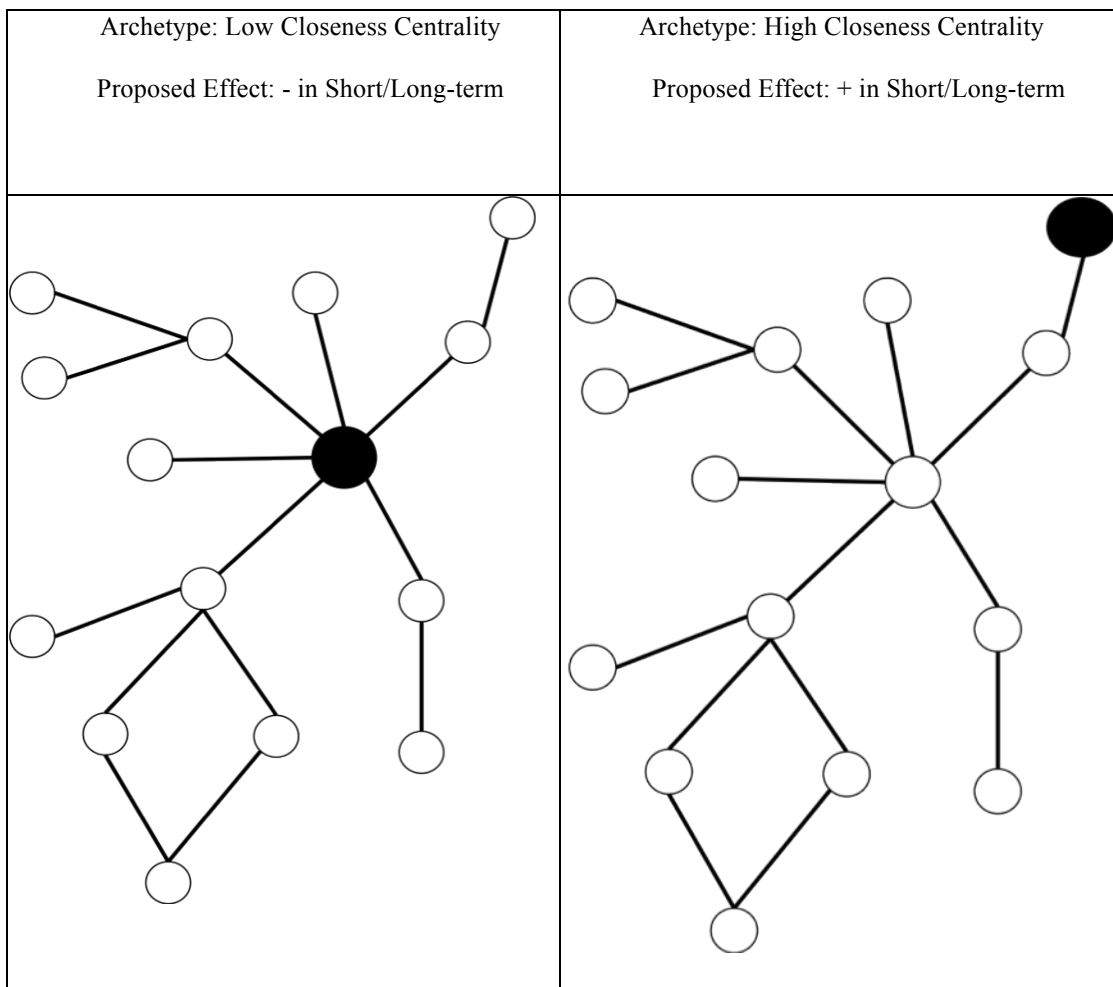 Archetype: Low Closeness Centrality
Proposed Effect: - in Short/Long-term
Archetype: High Closeness Centrality
Proposed Effect: + in Short/Long-term